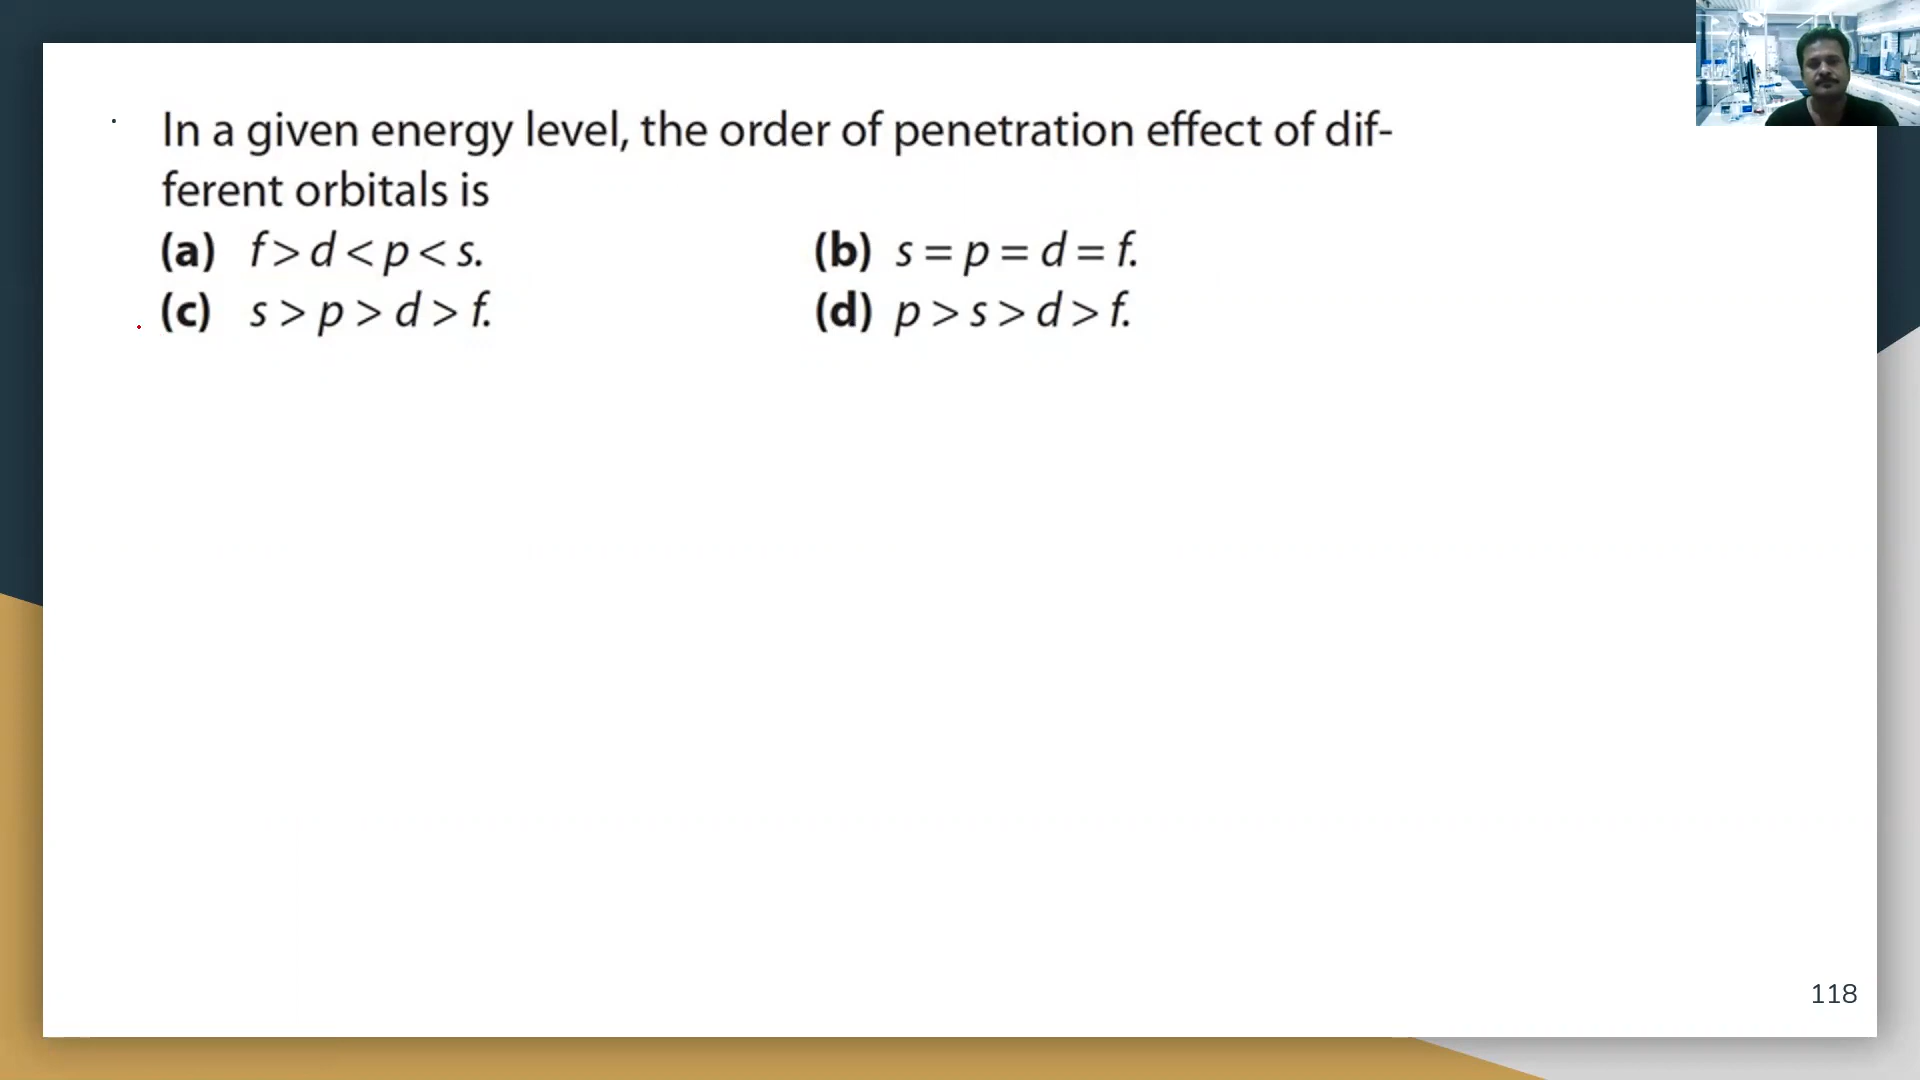 In a given energy level, the order of penetration effect of dif-
ferent orbitals is
(a) f > d < p < s. (b) s = p = d = f.
(c) s > p > d > f. (d) p > s > d > f.
118